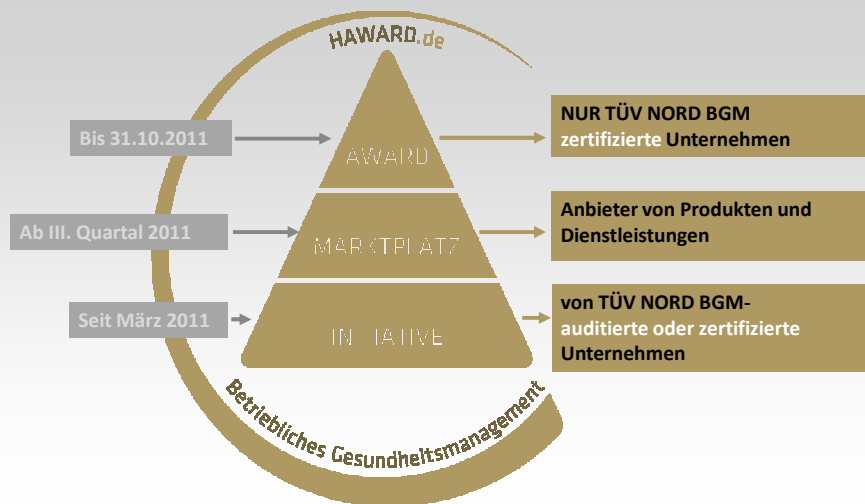 HAWARD.de
Bis 31.10.2011
AWARD
NUR TÜV NORD BGM
zertifizierte Unternehmen
Ab III. Quartal 2011
MARKTPLATZ
Anbieter von Produkten und
Dienstleistungen
Seit März 2011
INITIATIVE
von TÜV NORD BGM-
auditierte oder zertifizierte
Unternehmen
Betriebliches Gesundheitsmanagement